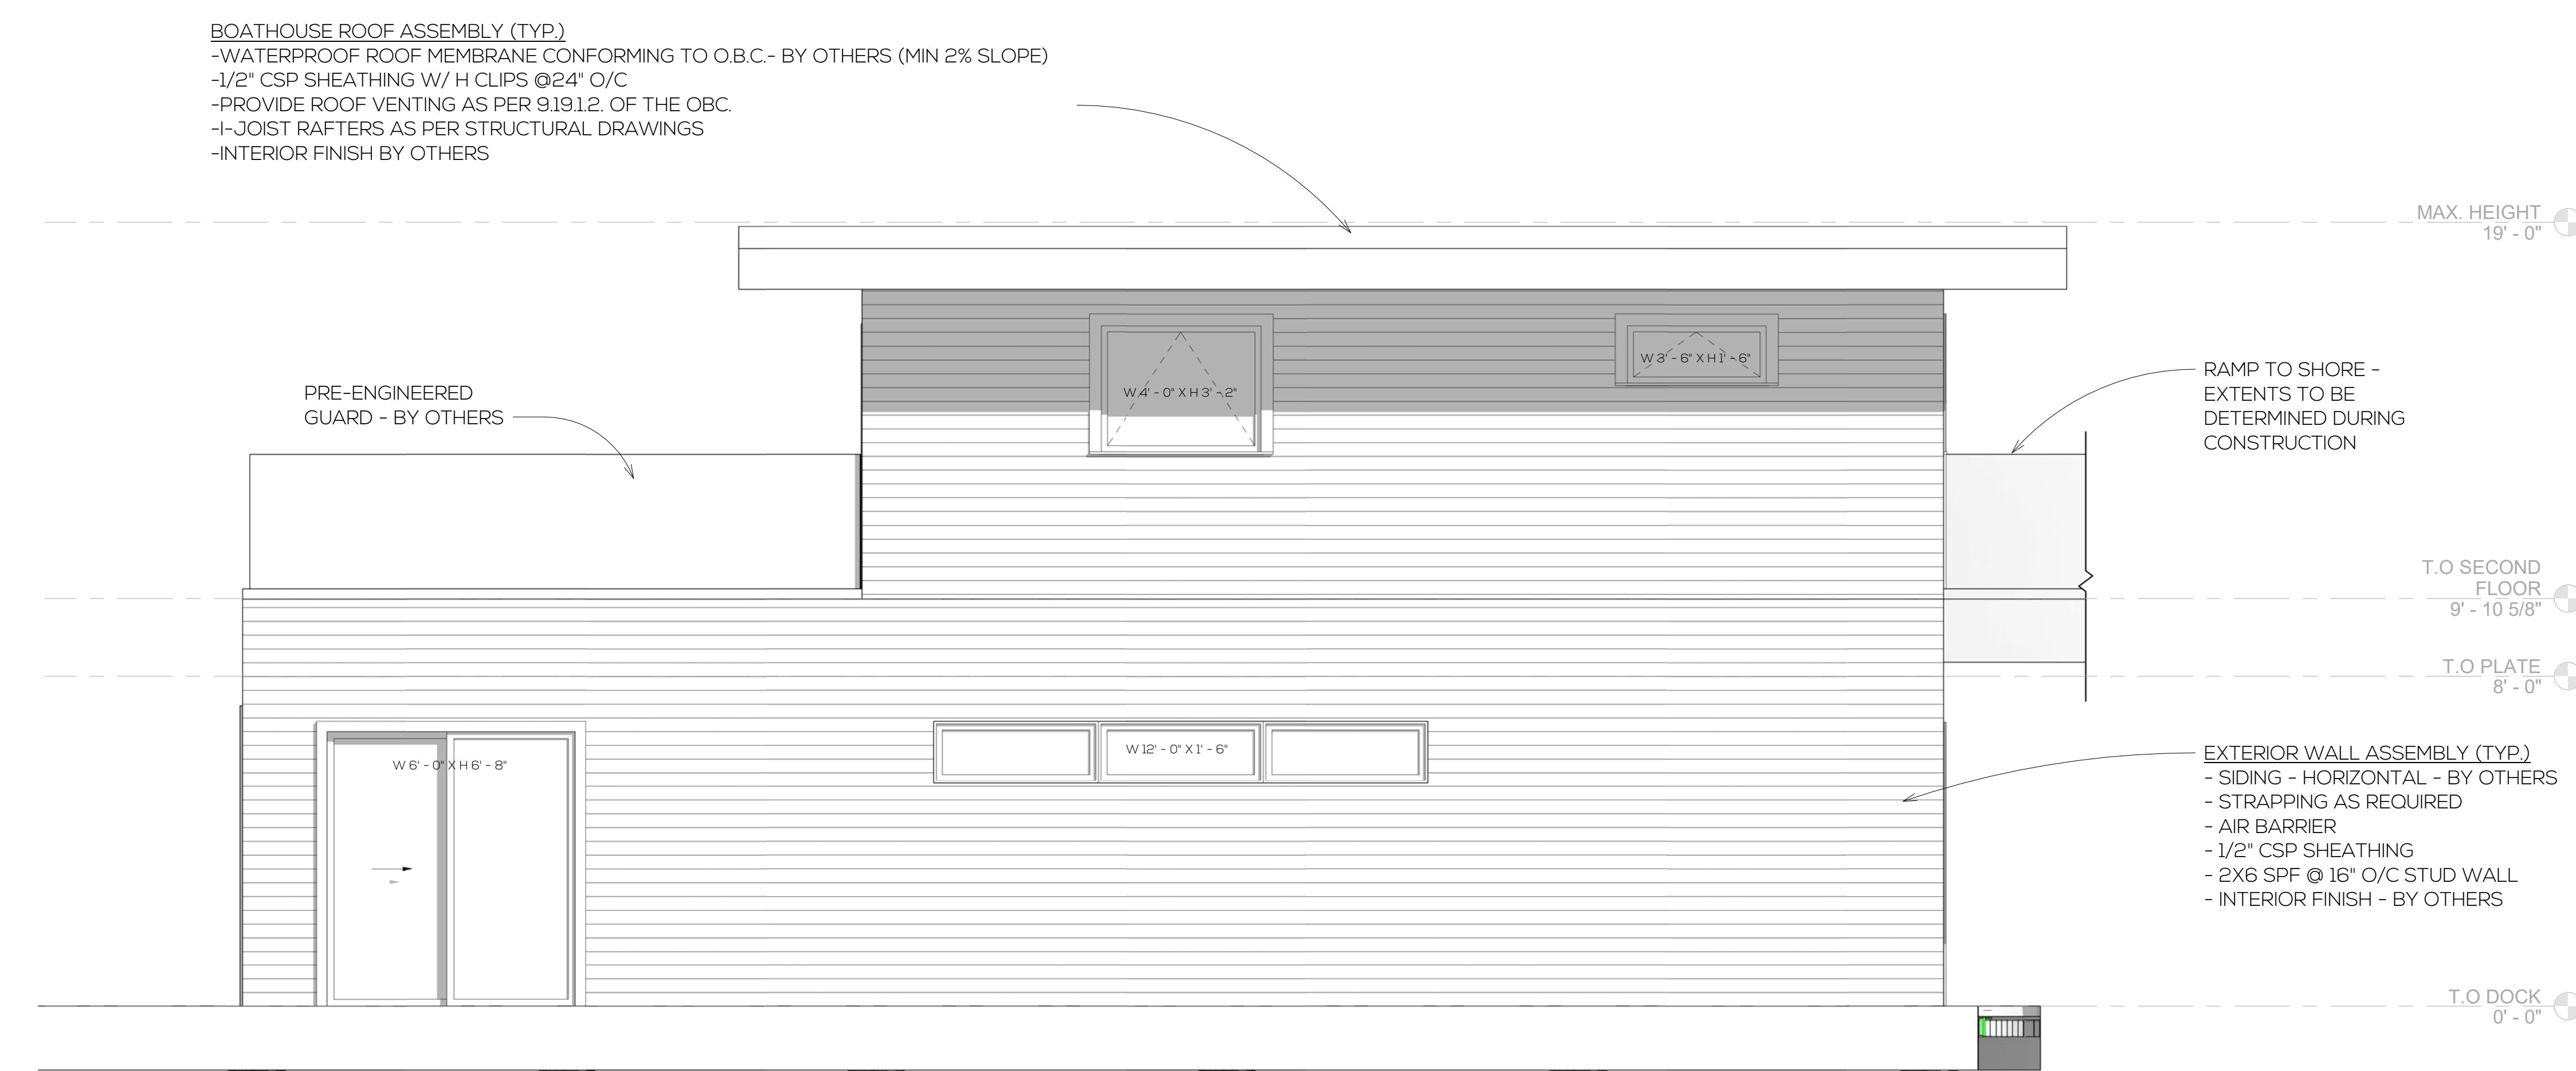 BOATHOUSE ROOF ASSEMBLY (TYP.)
-WATERPROOF ROOF MEMBRANE CONFORMING TO O.B.C.- BY OTHERS (MIN 2% SLOPE)
-1/2" CSP SHEATHING W/ H CLIPS @24" O/C
-PROVIDE ROOF VENTING AS PER 9.19.1.2. OF THE OBC.
-I-JOIST RAFTERS AS PER STRUCTURAL DRAWINGS
-INTERIOR FINISH BY OTHERS
MAX. HEIGHT
19' - 0"
W 4' - 0" X H 3' - 2"
W 3' - 6" X H 1' - 6"
PRE-ENGINEERED
GUARD - BY OTHERS
RAMP TO SHORE -
EXTENTS TO BE
DETERMINED DURING
CONSTRUCTION
T.O SECOND
FLOOR
9' - 10 5/8"
T.O PLATE
8' - 0"
W 6' - 0" X H 6' - 8"
W 12' - 0" X 1' - 6"
EXTERIOR WALL ASSEMBLY (TYP.)
- SIDING - HORIZONTAL - BY OTHERS
- STRAPPING AS REQUIRED
- AIR BARRIER
- 1/2" CSP SHEATHING
- 2X6 SPF @ 16" O/C STUD WALL
- INTERIOR FINISH - BY OTHERS
T.O DOCK
0' - 0"